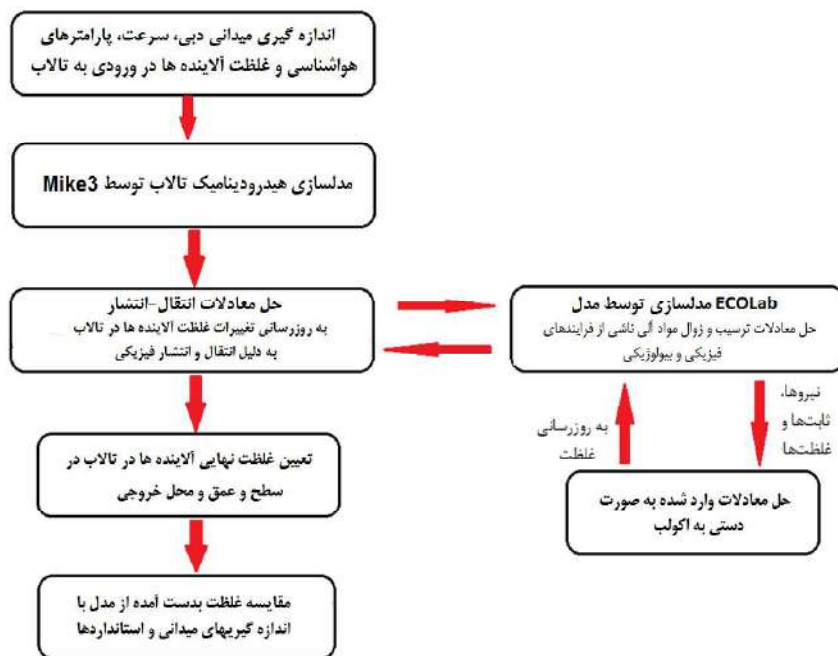 اندازه گیری میدانی دبی، سرعت، پارامترهای
هواشناسی و غلظت آلاینده ها در ورودی به تالاب
مدلسازی هیدرودینامیک تالاب توسط Mike3
حل معادلات انتقال-انتشار
به روزرسانی تغییرات غلظت آلاینده ها در تالاب
به دلیل انتقال و انتشار فیزیکی
مدلسازی توسط مدل ECOLab
حل معادلات ترسیب و زوال مواد آلی ناشی از فرایندهای
فیزیکی و بیولوژیکی
نیروها،
ثابت‌ها و
غلظت‌ها
به روزرسانی
غلظت
حل معادلات وارد شده به صورت
دستی به اکولب
تعیین غلظت نهایی آلاینده ها در تالاب در
سطح و عمق و محل خروجی
مقایسه غلظت بدست آمده از مدل با
اندازه گیریهای میدانی و استانداردها